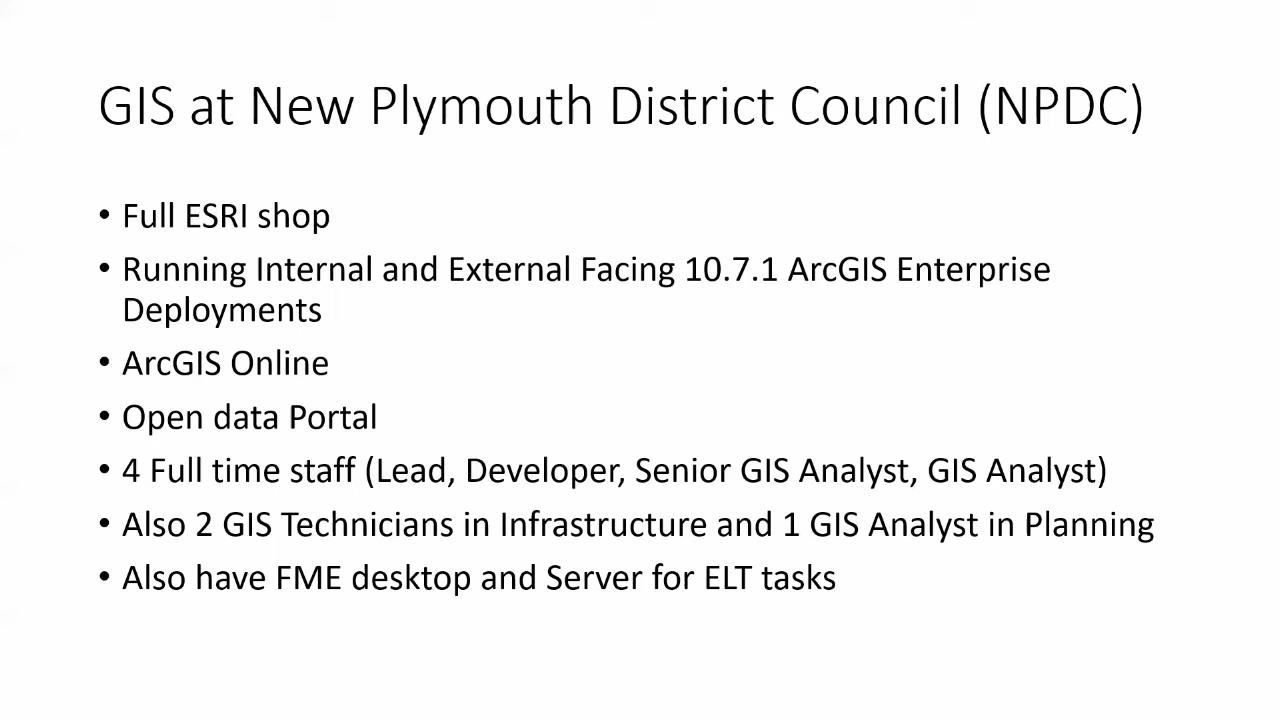 GIS at New Plymouth District Council (NPDC)
• Full ESRI shop
• Running Internal and External Facing 10.7.1 ArcGIS Enterprise
Deployments
• ArcGIS Online
• Open data Portal
• 4 Full time staff (Lead, Developer, Senior GIS Analyst, GIS Analyst)
• Also 2 GIS Technicians in Infrastructure and 1 GIS Analyst in Planning
• Also have FME desktop and Server for ELT tasks